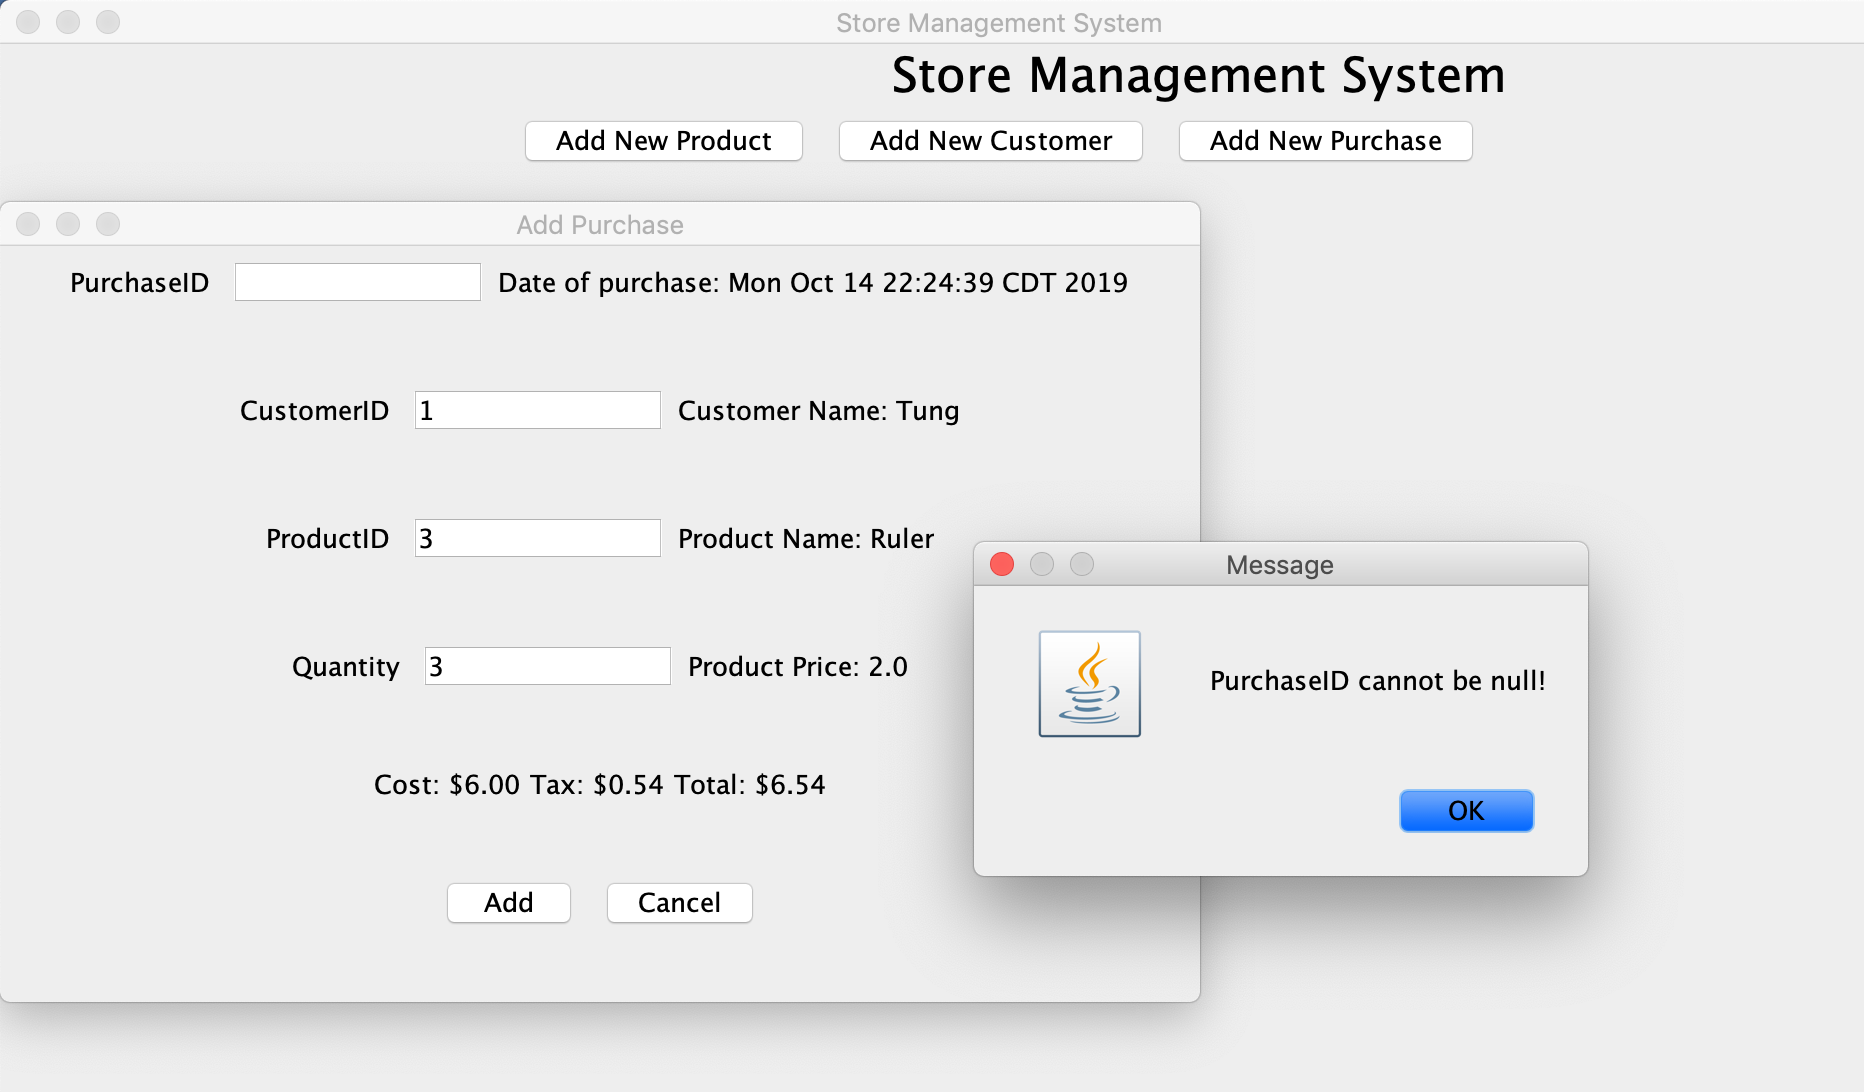 Store Management System
Store Management System
Add New Product Add New Customer Add New Purchase
Add Purchase
PurchaseID Date of purchase: Mon Oct 14 22:24:39 CDT 2019
CustomerID 1 Customer Name: Tung
ProductID 3 Product Name: Ruler
Quantity 3 Product Price: 2.0
Cost: $6.00 Tax: $0.54 Total: $6.54
Add Cancel
Message
PurchaseID cannot be null!
OK